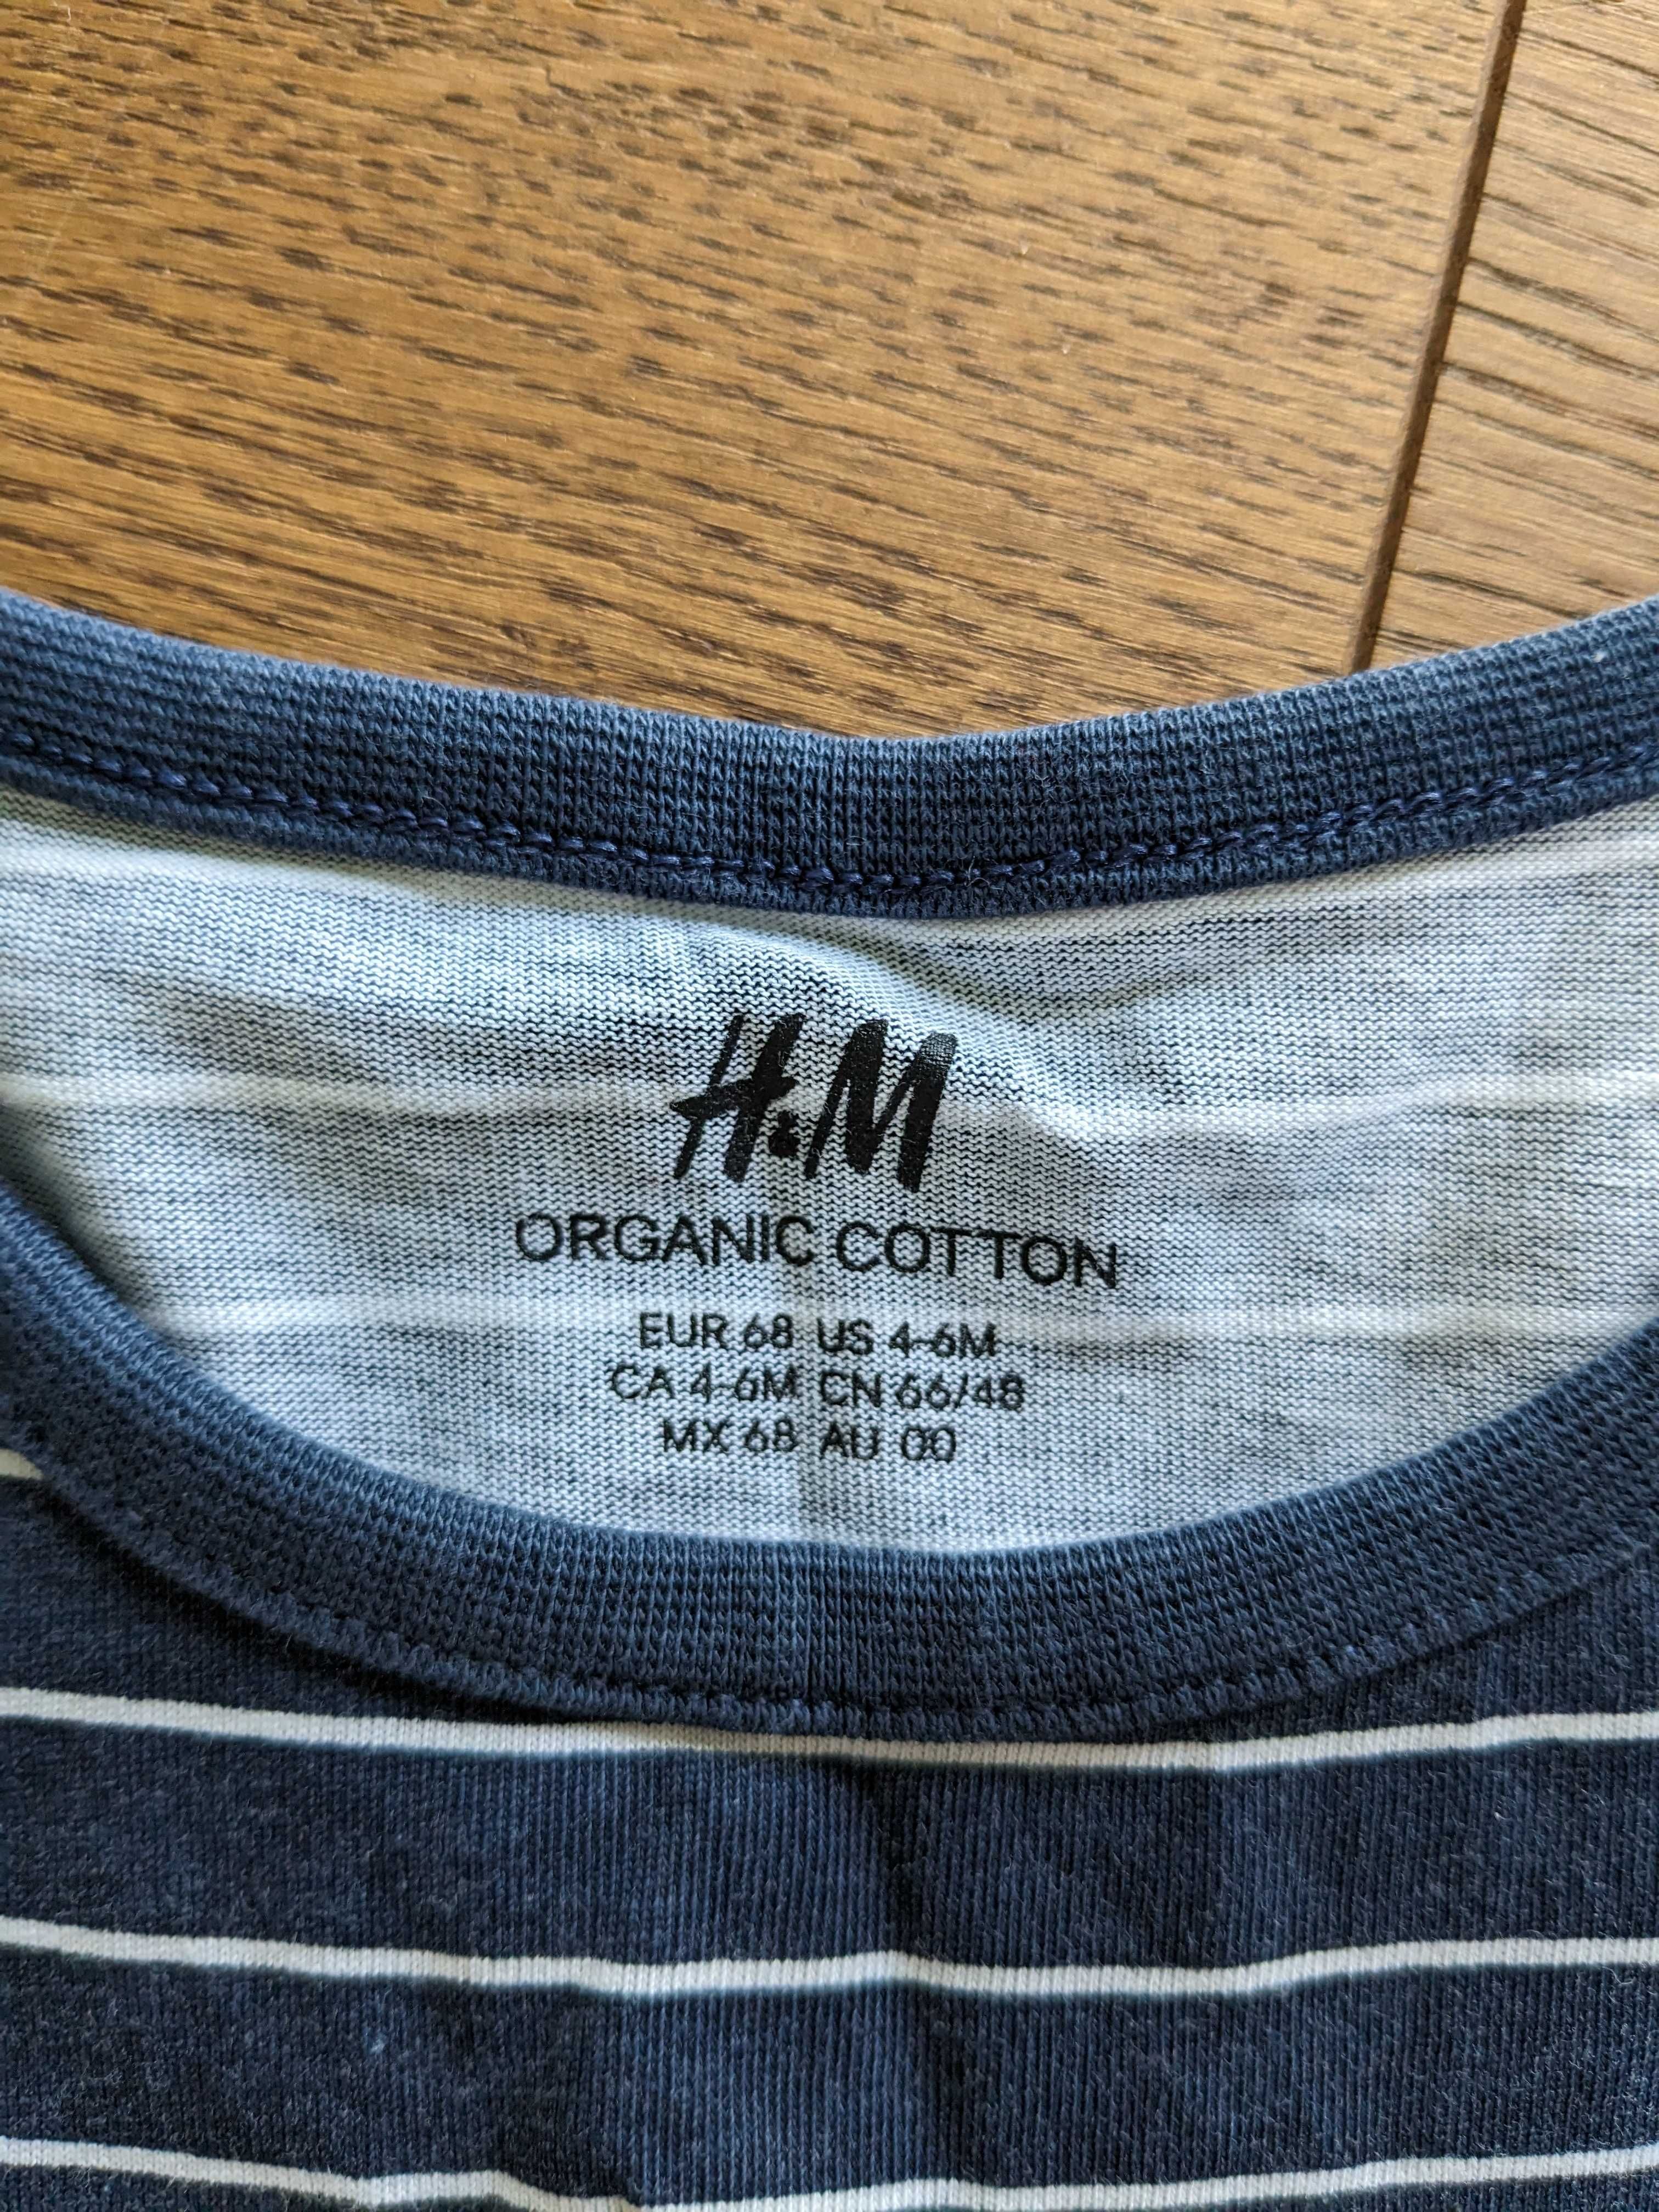 H&M
ORGANIC COTTON
EUR 68 US 4-6M
CA 4-6M CN 66/48
MX 68 AU 00